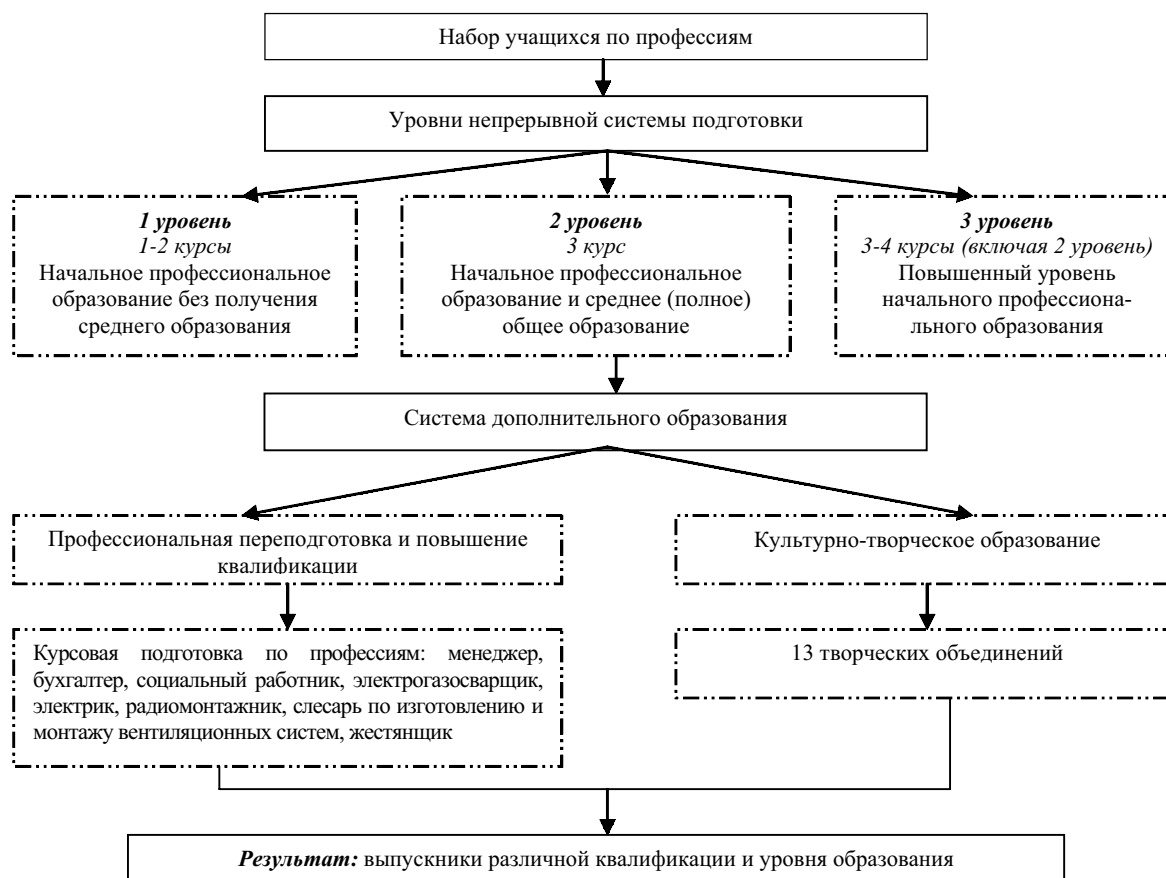 Набор учащихся по профессиям
Уровни непрерывной системы подготовки
1 уровень
1-2 курсы
Начальное профессиональное
образование без получения
среднего образования
2 уровень
3 курс
Начальное профессиональное
образование и среднее (полное)
общее образование
3 уровень
3-4 курсы (включая 2 уровень)
Повышенный уровень
начального профессиона-
льного образования
Система дополнительного образования
Профессиональная переподготовка и повышение
квалификации
Культурно-творческое образование
Курсовая подготовка по профессиям: менеджер,
бухгалтер, социальный работник, электрогазосварщик,
электрик, радиомонтажник, слесарь по изготовлению и
монтажу вентиляционных систем, жестянщик
13 творческих объединений
Результат: выпускники различной квалификации и уровня образования